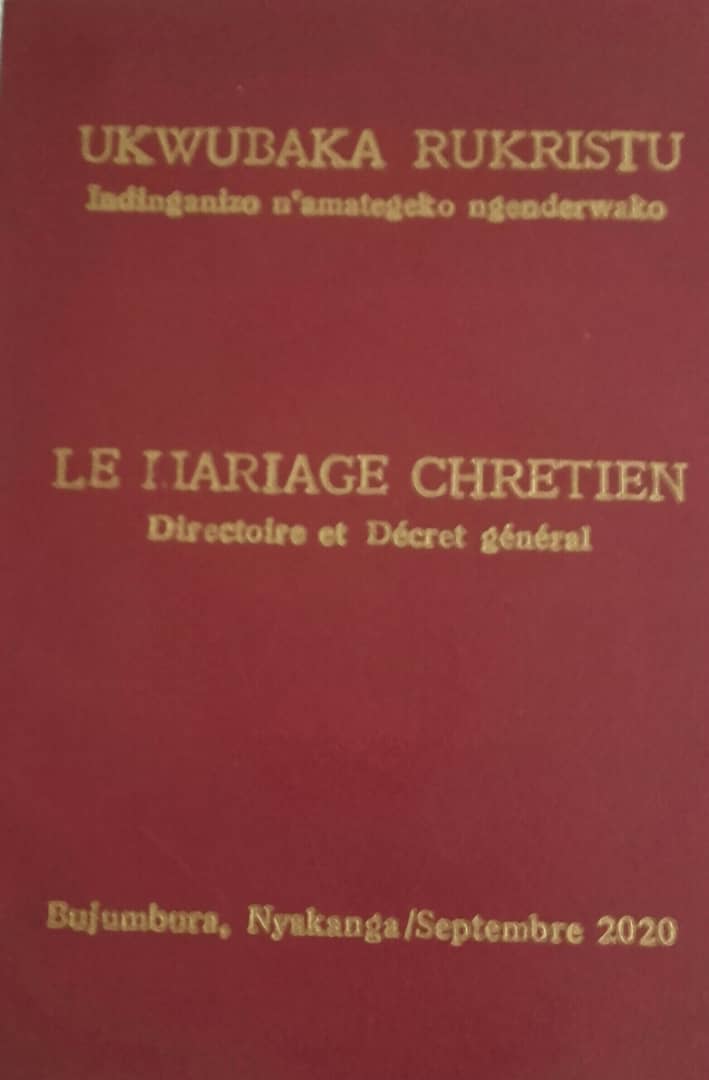 UKWUBAKA RUKRISTU
Indinganizo n'amategeko ngenderwako
LE MARIAGE CHRETIEN
Directoire et Décret général
Bujumbura, Nyakanga/Septembre 2020